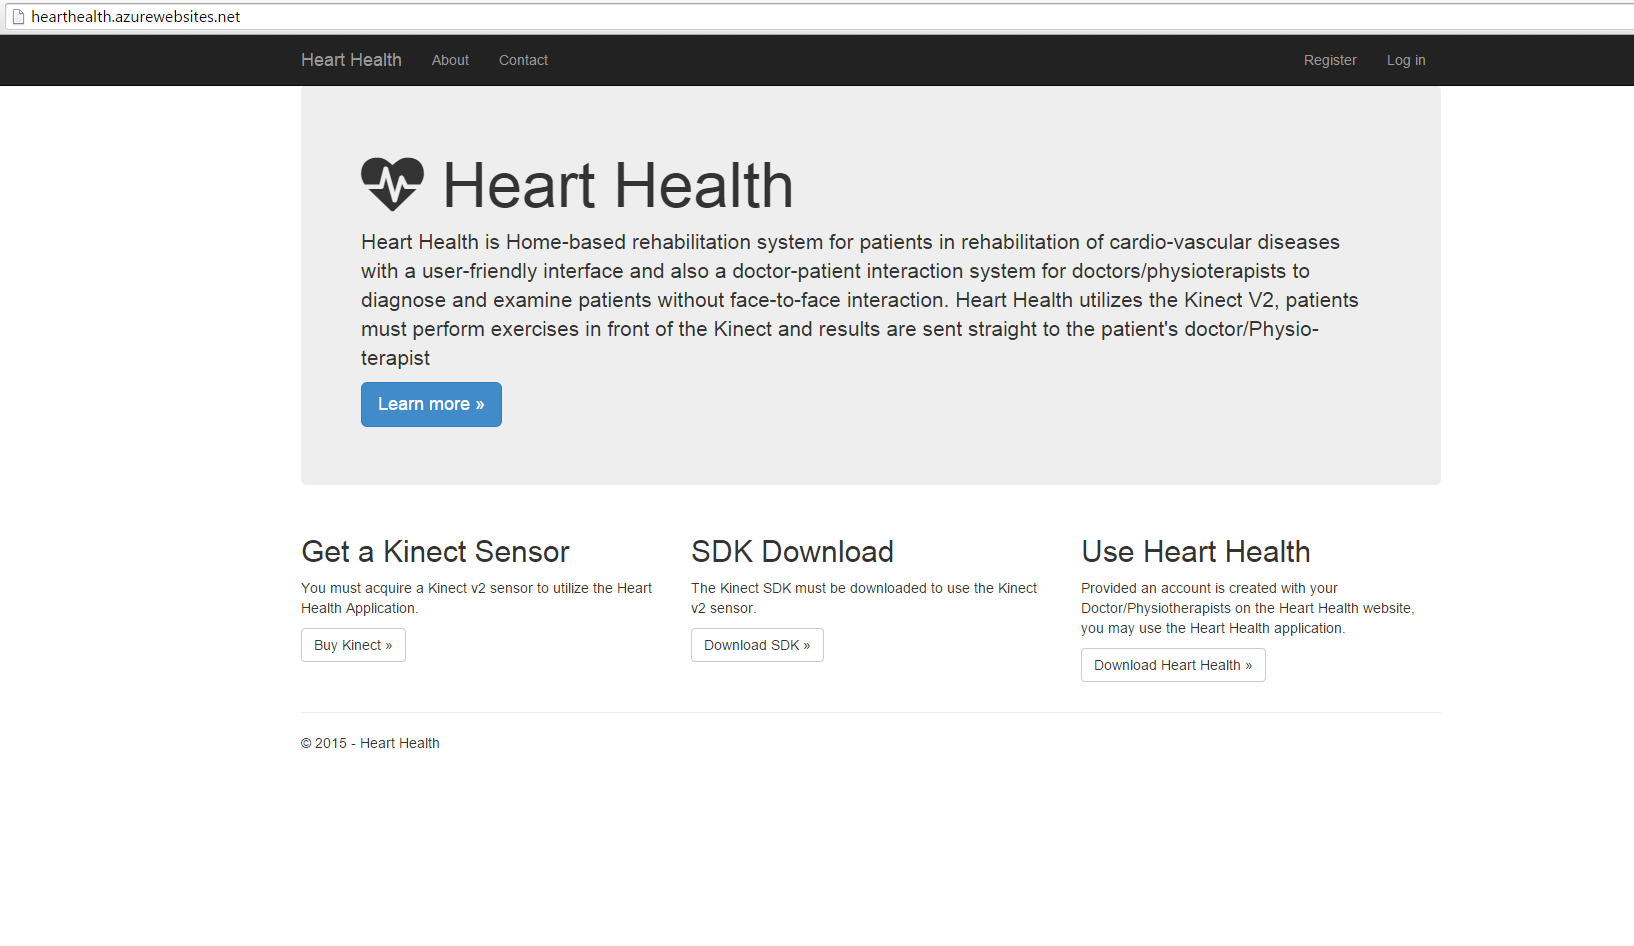 hearthealth.azurewebsites.net
Heart Health About Contact Register Log in
Heart Health
Heart Health is Home-based rehabilitation system for patients in rehabilitation of cardio-vascular diseases
with a user-friendly interface and also a doctor-patient interaction system for doctors/physioterapists to
diagnose and examine patients without face-to-face interaction. Heart Health utilizes the Kinect V2, patients
must perform exercises in front of the Kinect and results are sent straight to the patient's doctor/Physio-
terapist
Learn more »
Get a Kinect Sensor
You must acquire a Kinect v2 sensor to utilize the Heart
Health Application.
Buy Kinect »
SDK Download
The Kinect SDK must be downloaded to use the Kinect
v2 sensor.
Download SDK »
Use Heart Health
Provided an account is created with your
Doctor/Physiotherapists on the Heart Health website,
you may use the Heart Health application.
Download Heart Health »
© 2015 - Heart Health